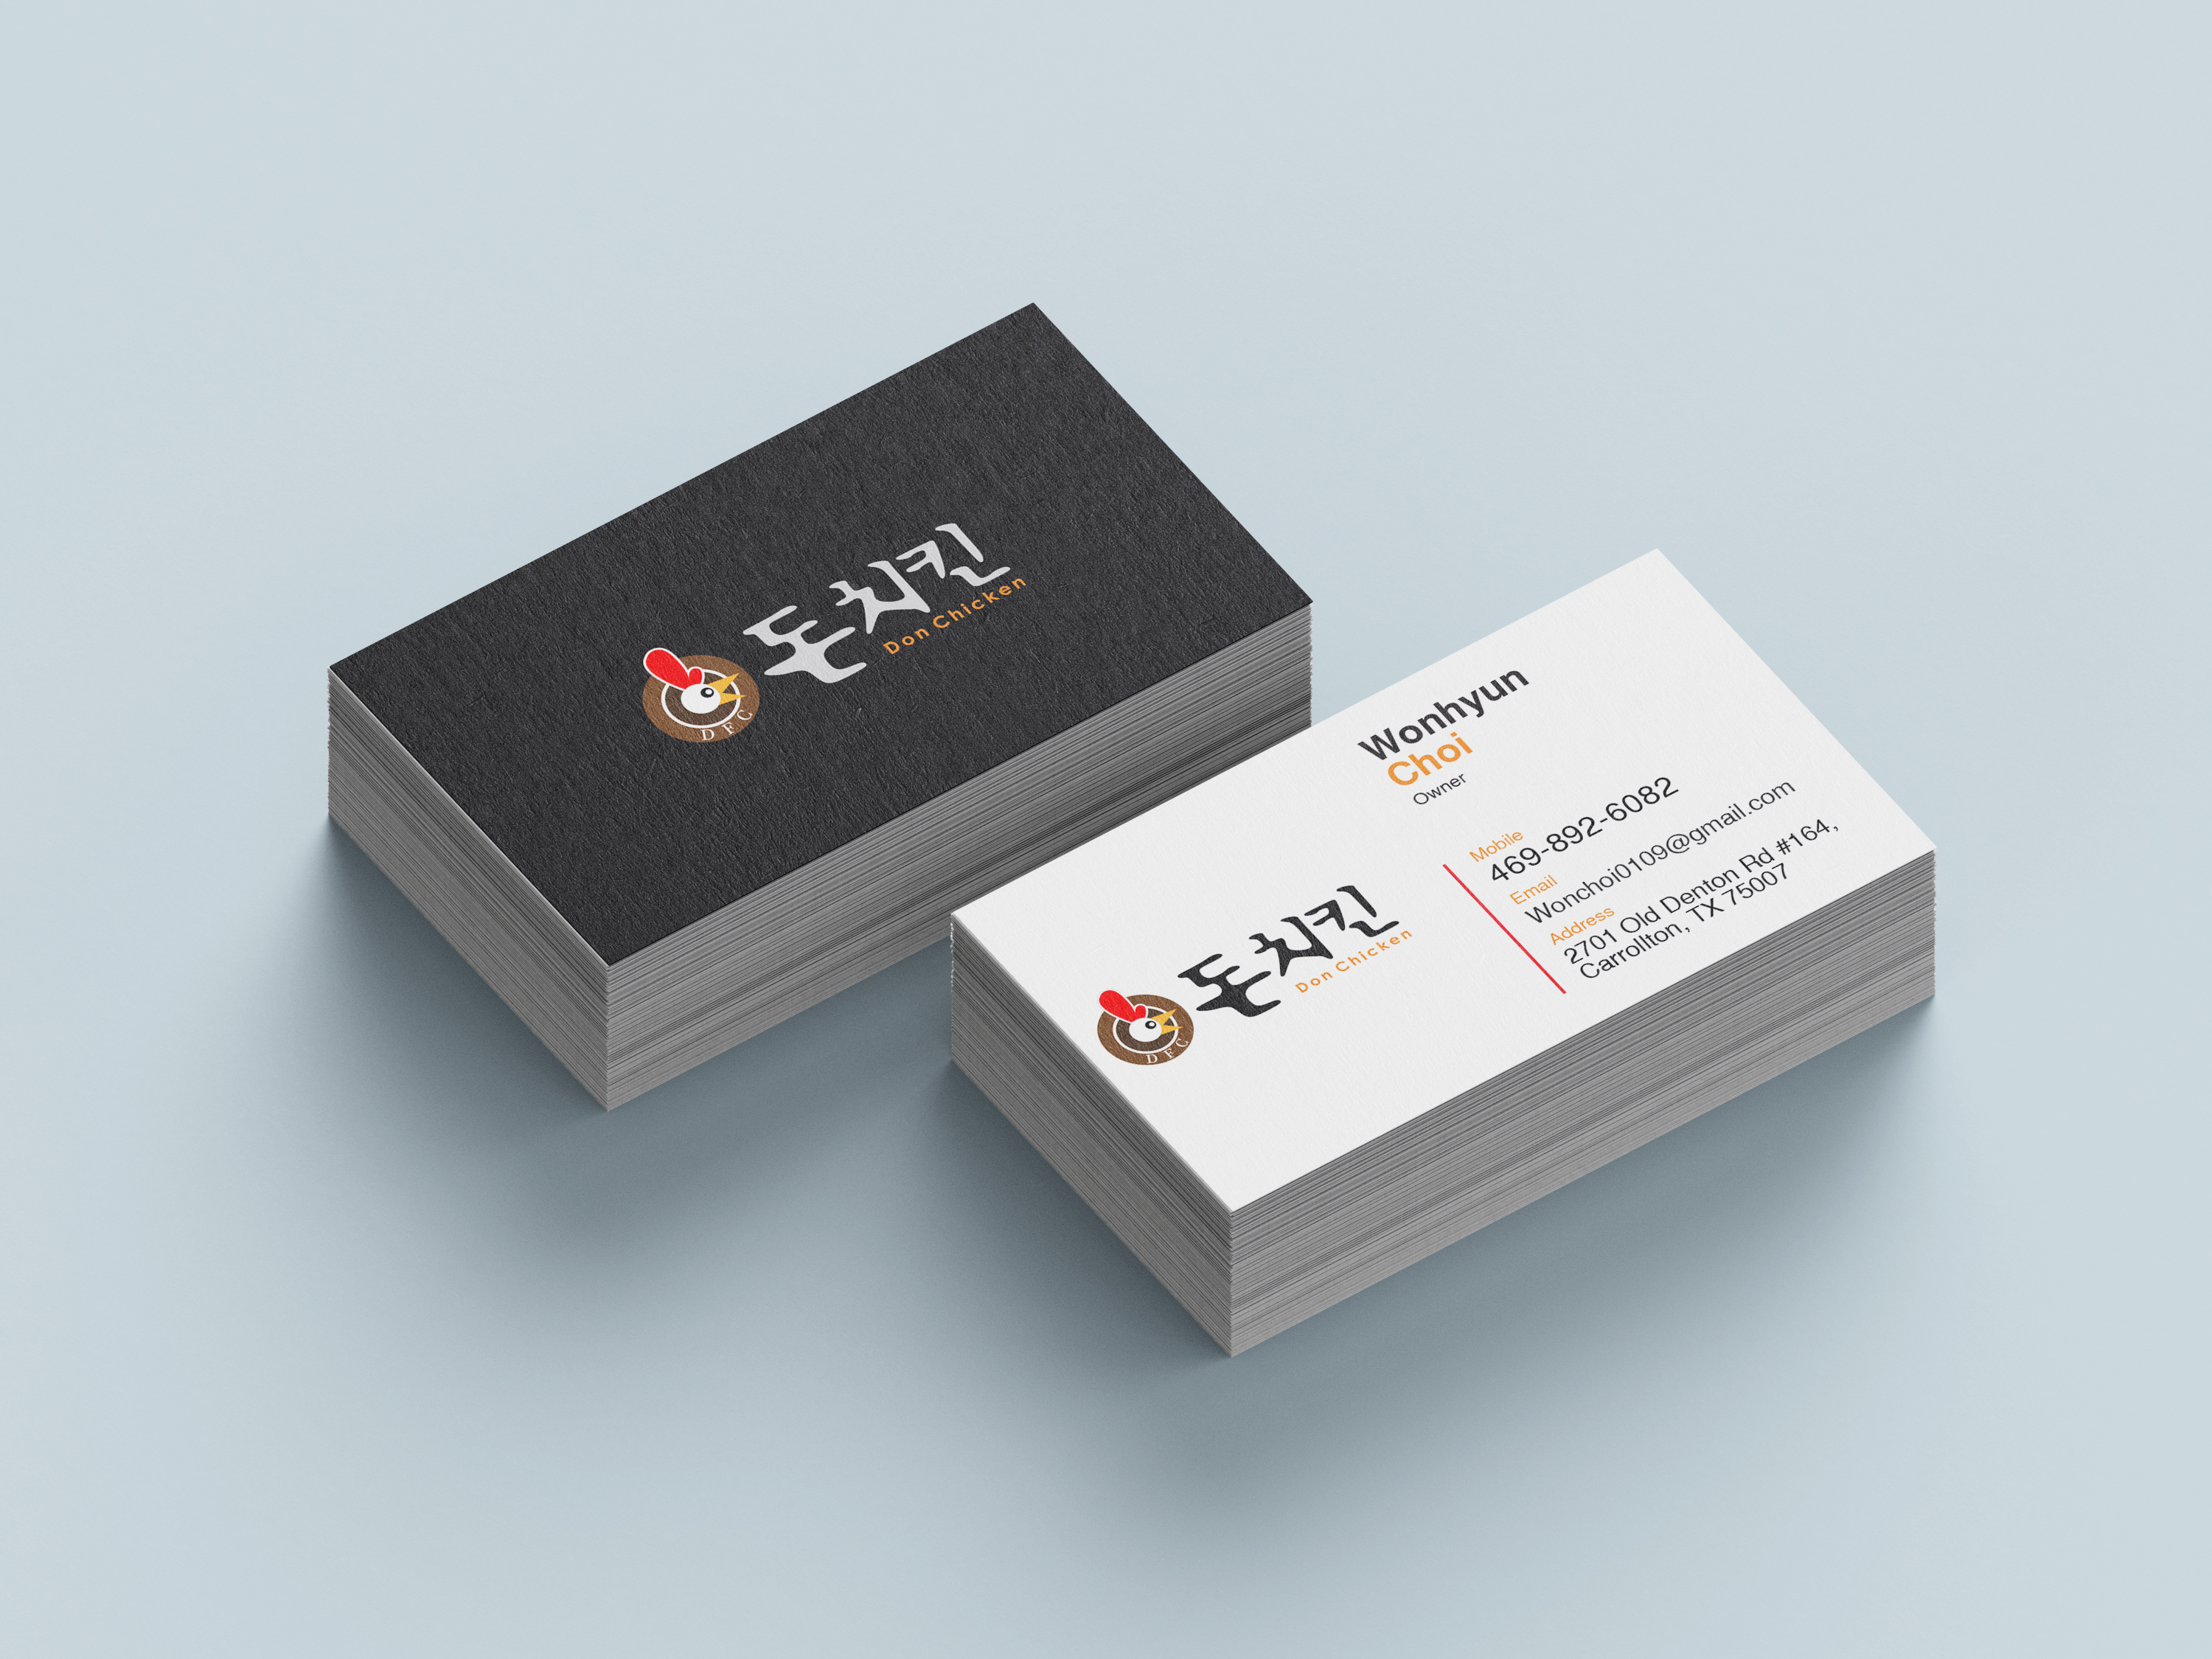 돈치킨
Don Chicken
DFC
Wonhyun
Choi
Owner
Mobile
469-892-6082
Email
Wonchoi0109@gmail.com
Address
2701 Old Denton Rd #164,
Carrollton, TX 75007
돈치킨
Don Chicken
DFC